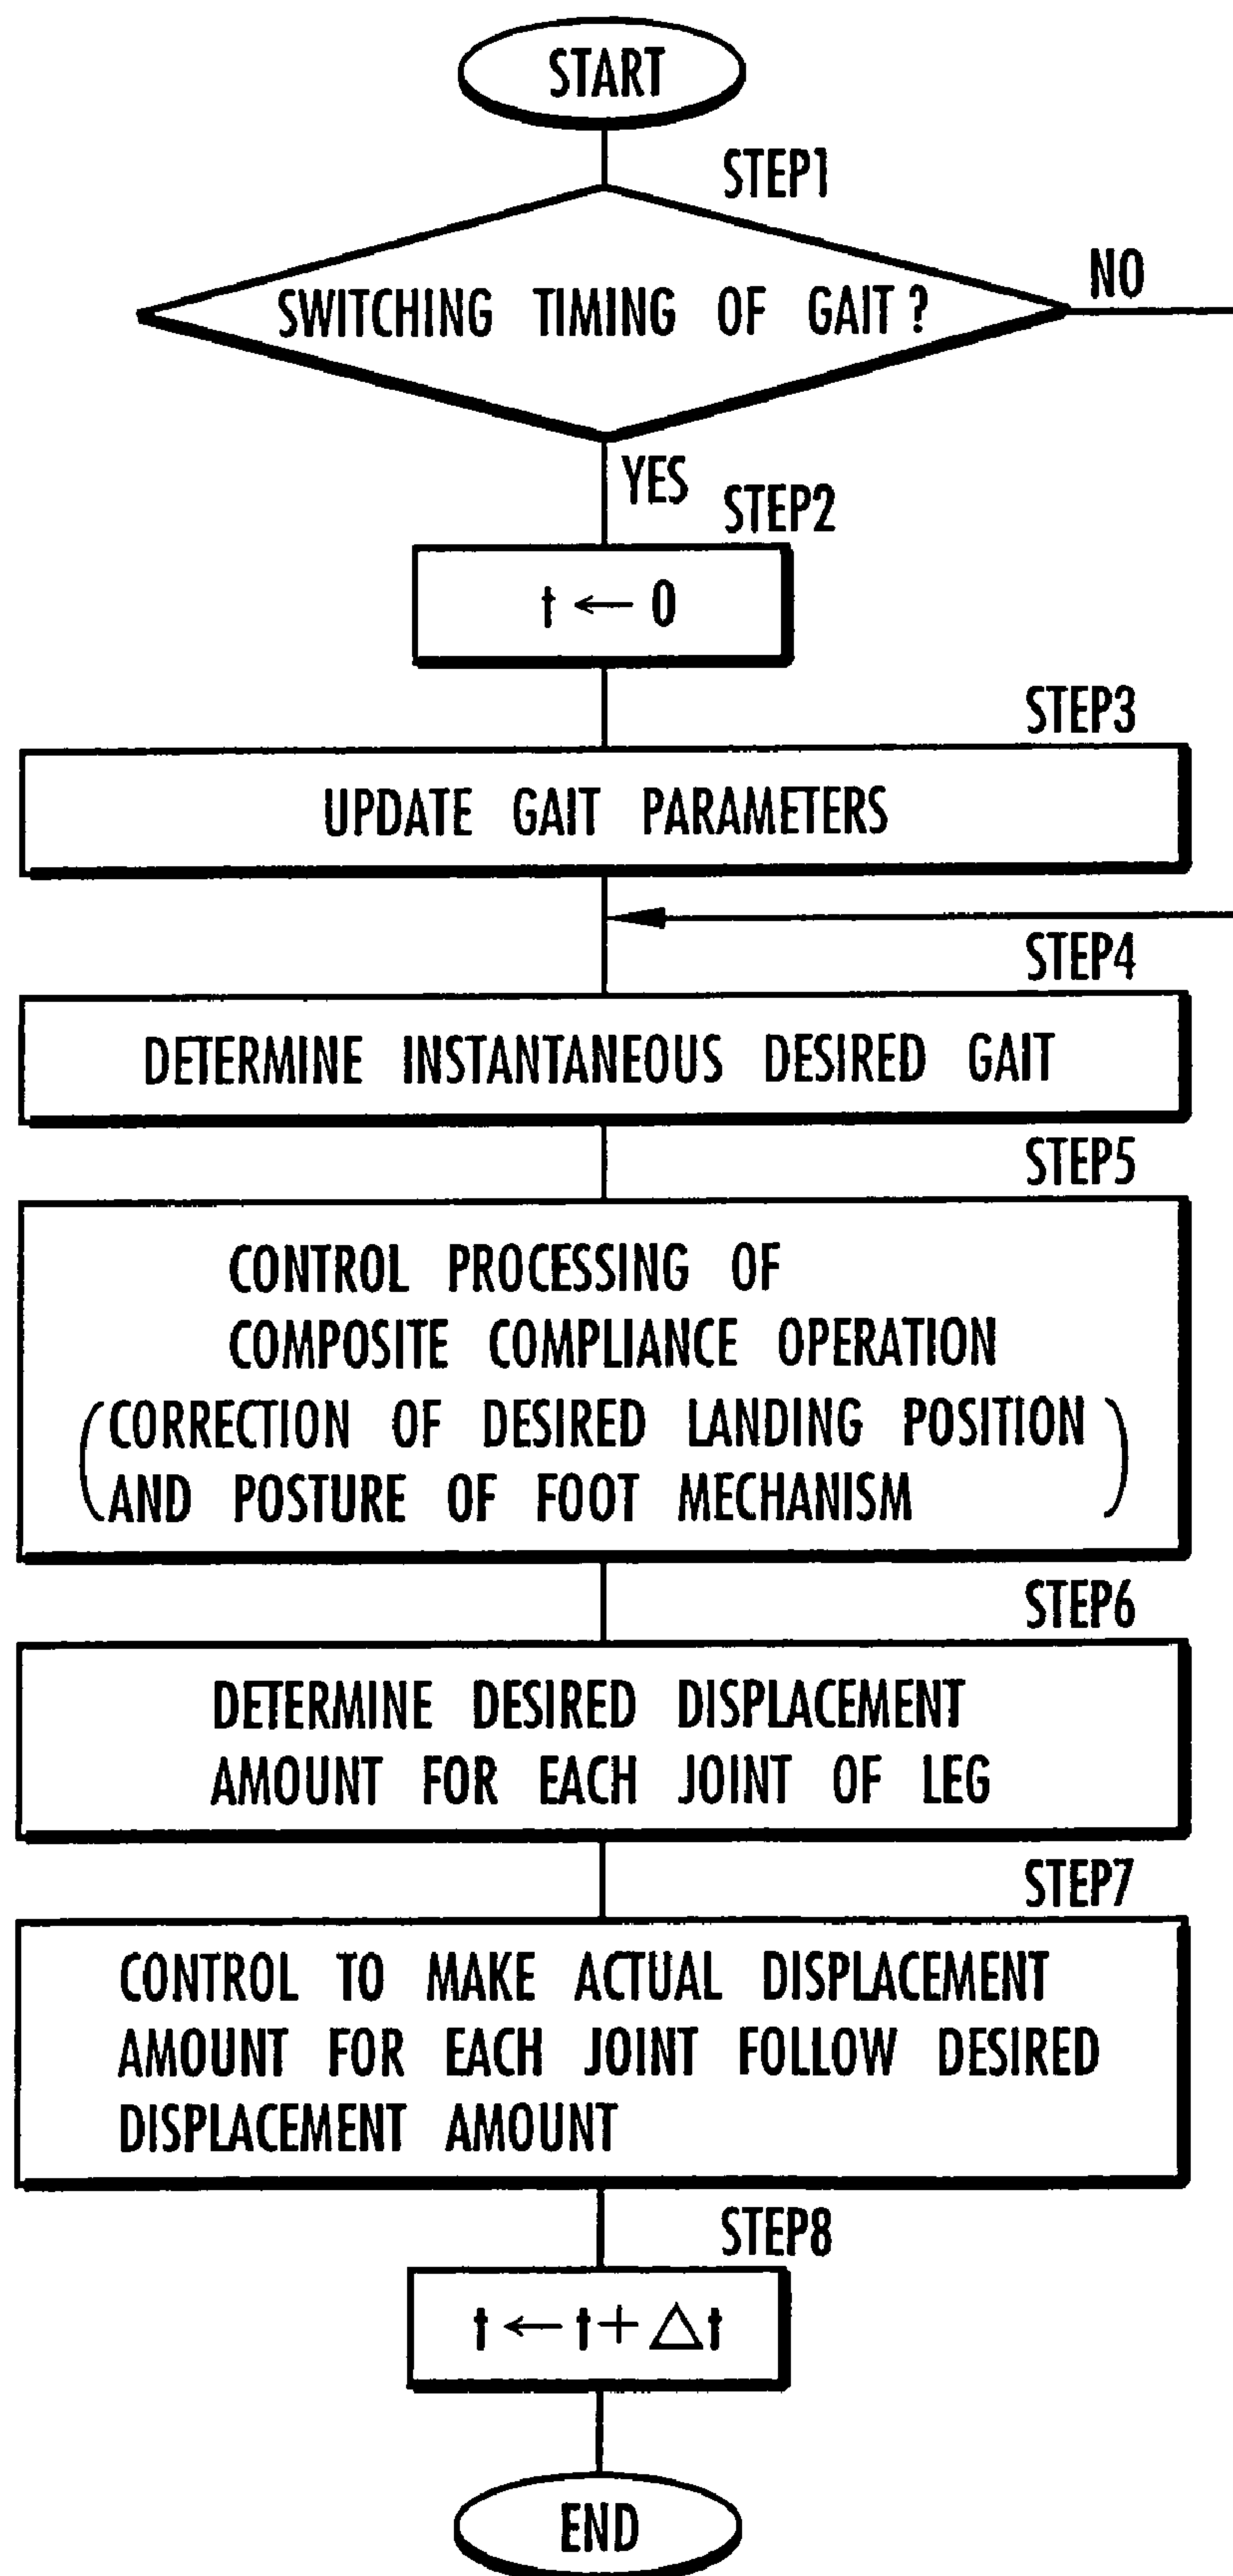 START
STEP1
SWITCHING TIMING OF GAIT?
NO
YES
STEP2
t ← 0
STEP3
UPDATE GAIT PARAMETERS
STEP4
DETERMINE INSTANTANEOUS DESIRED GAIT
STEP5
CONTROL PROCESSING OF
COMPOSITE COMPLIANCE OPERATION
(CORRECTION OF DESIRED LANDING POSITION
AND POSTURE OF FOOT MECHANISM)
STEP6
DETERMINE DESIRED DISPLACEMENT
AMOUNT FOR EACH JOINT OF LEG
STEP7
CONTROL TO MAKE ACTUAL DISPLACEMENT
AMOUNT FOR EACH JOINT FOLLOW DESIRED
DISPLACEMENT AMOUNT
STEP8
t ← t + △t
END